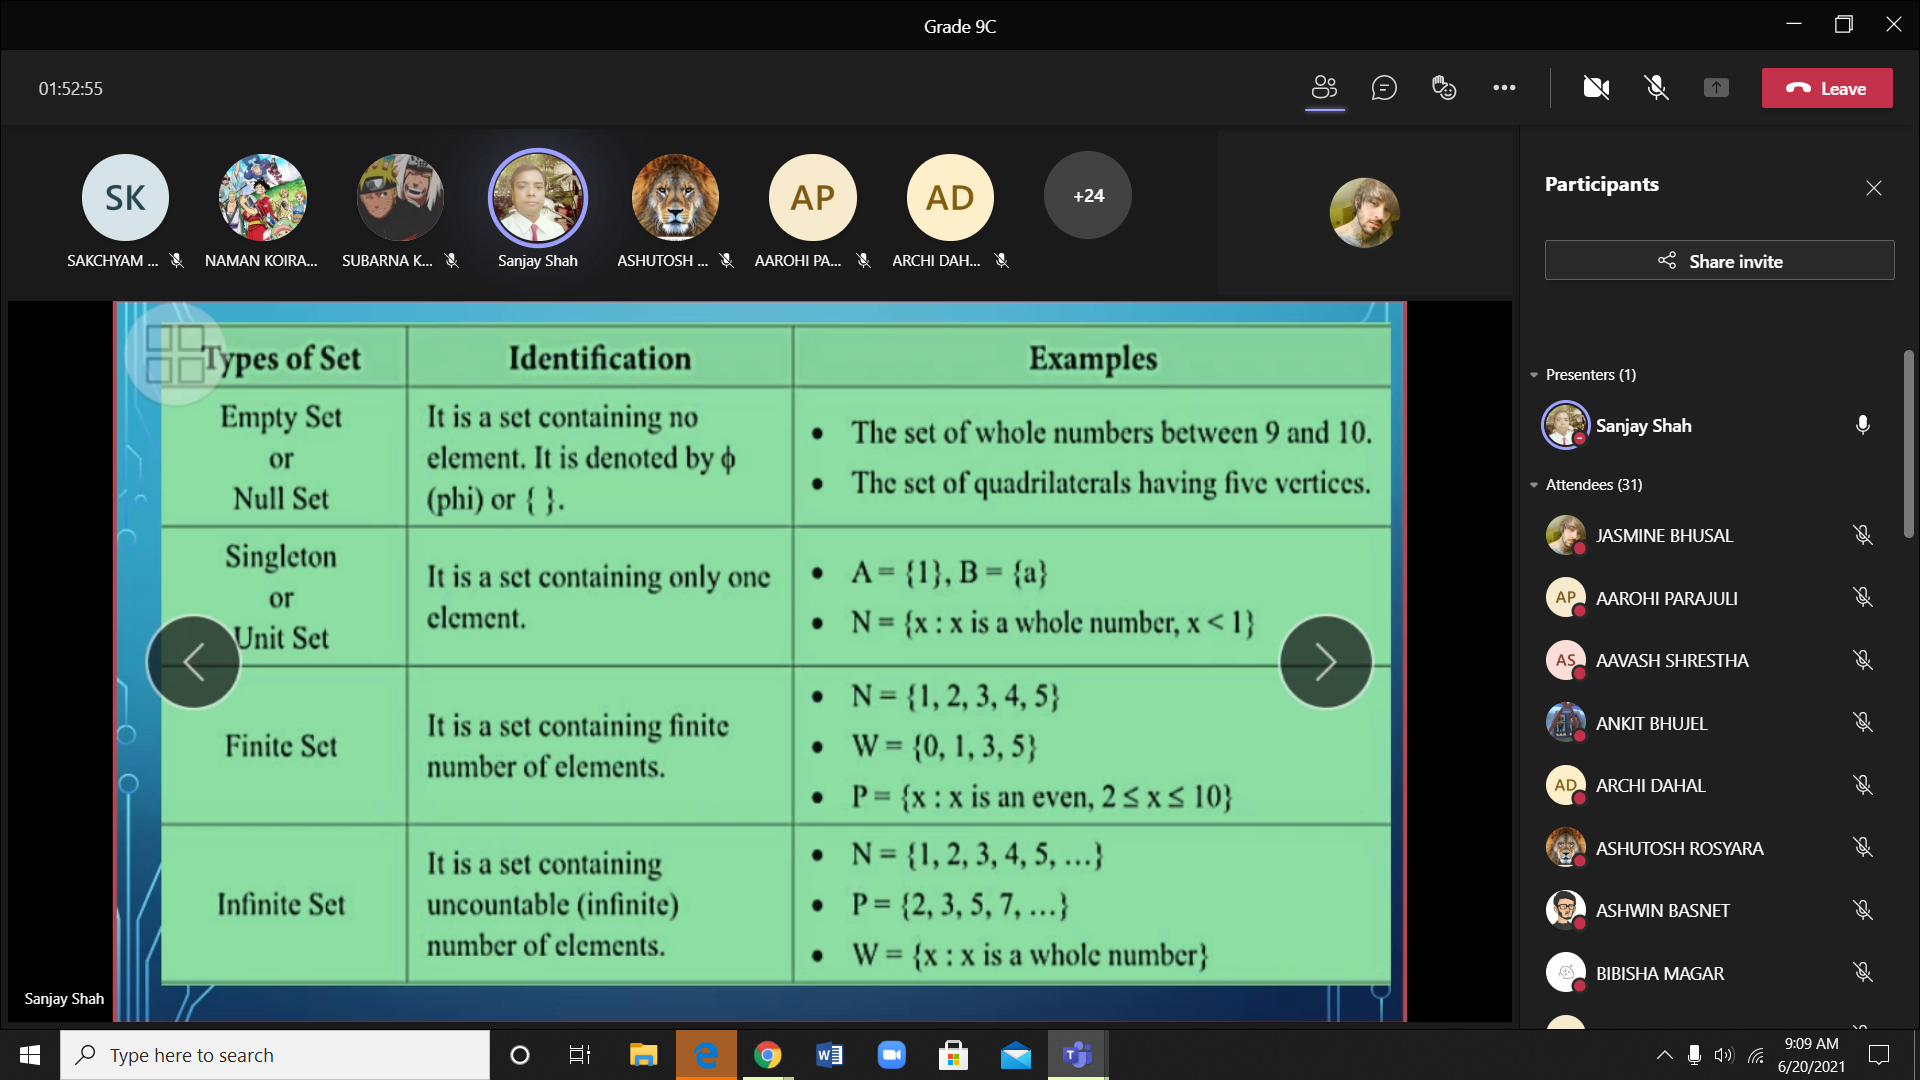 Grade 9C
01:52:55
Leave
SK
AP
AD
+24
SAKCHYAM ...
NAMAN KOIRA...
SUBARNA K...
Sanjay Shah
ASHUTOSH ...
AAROHI PA...
ARCHI DAH...
Types of Set
Identification
Examples
Empty Set
or
Null Set
It is a set containing no
element. It is denoted by ϕ
(phi) or { }.
• The set of whole numbers between 9 and 10.
• The set of quadrilaterals having five vertices.
Singleton
or
Unit Set
It is a set containing only one
element.
• A = {1}, B = {a}
• N = {x : x is a whole number, x < 1}
Finite Set
It is a set containing finite
number of elements.
• N = {1, 2, 3, 4, 5}
• W = {0, 1, 3, 5}
• P = {x : x is an even, 2 ≤ x ≤ 10}
Infinite Set
It is a set containing
uncountable (infinite)
number of elements.
• N = {1, 2, 3, 4, 5, ...}
• P = {2, 3, 5, 7, ...}
• W = {x : x is a whole number}
Sanjay Shah
Participants
Share invite
Presenters (1)
Sanjay Shah
Attendees (31)
JASMINE BHUSAL
AP
AAROHI PARAJULI
AS
AAVASH SHRESTHA
ANKIT BHUJEL
AD
ARCHI DAHAL
ASHUTOSH ROSYARA
ASHWIN BASNET
BIBISHA MAGAR
Type here to search
9:09 AM
6/20/2021